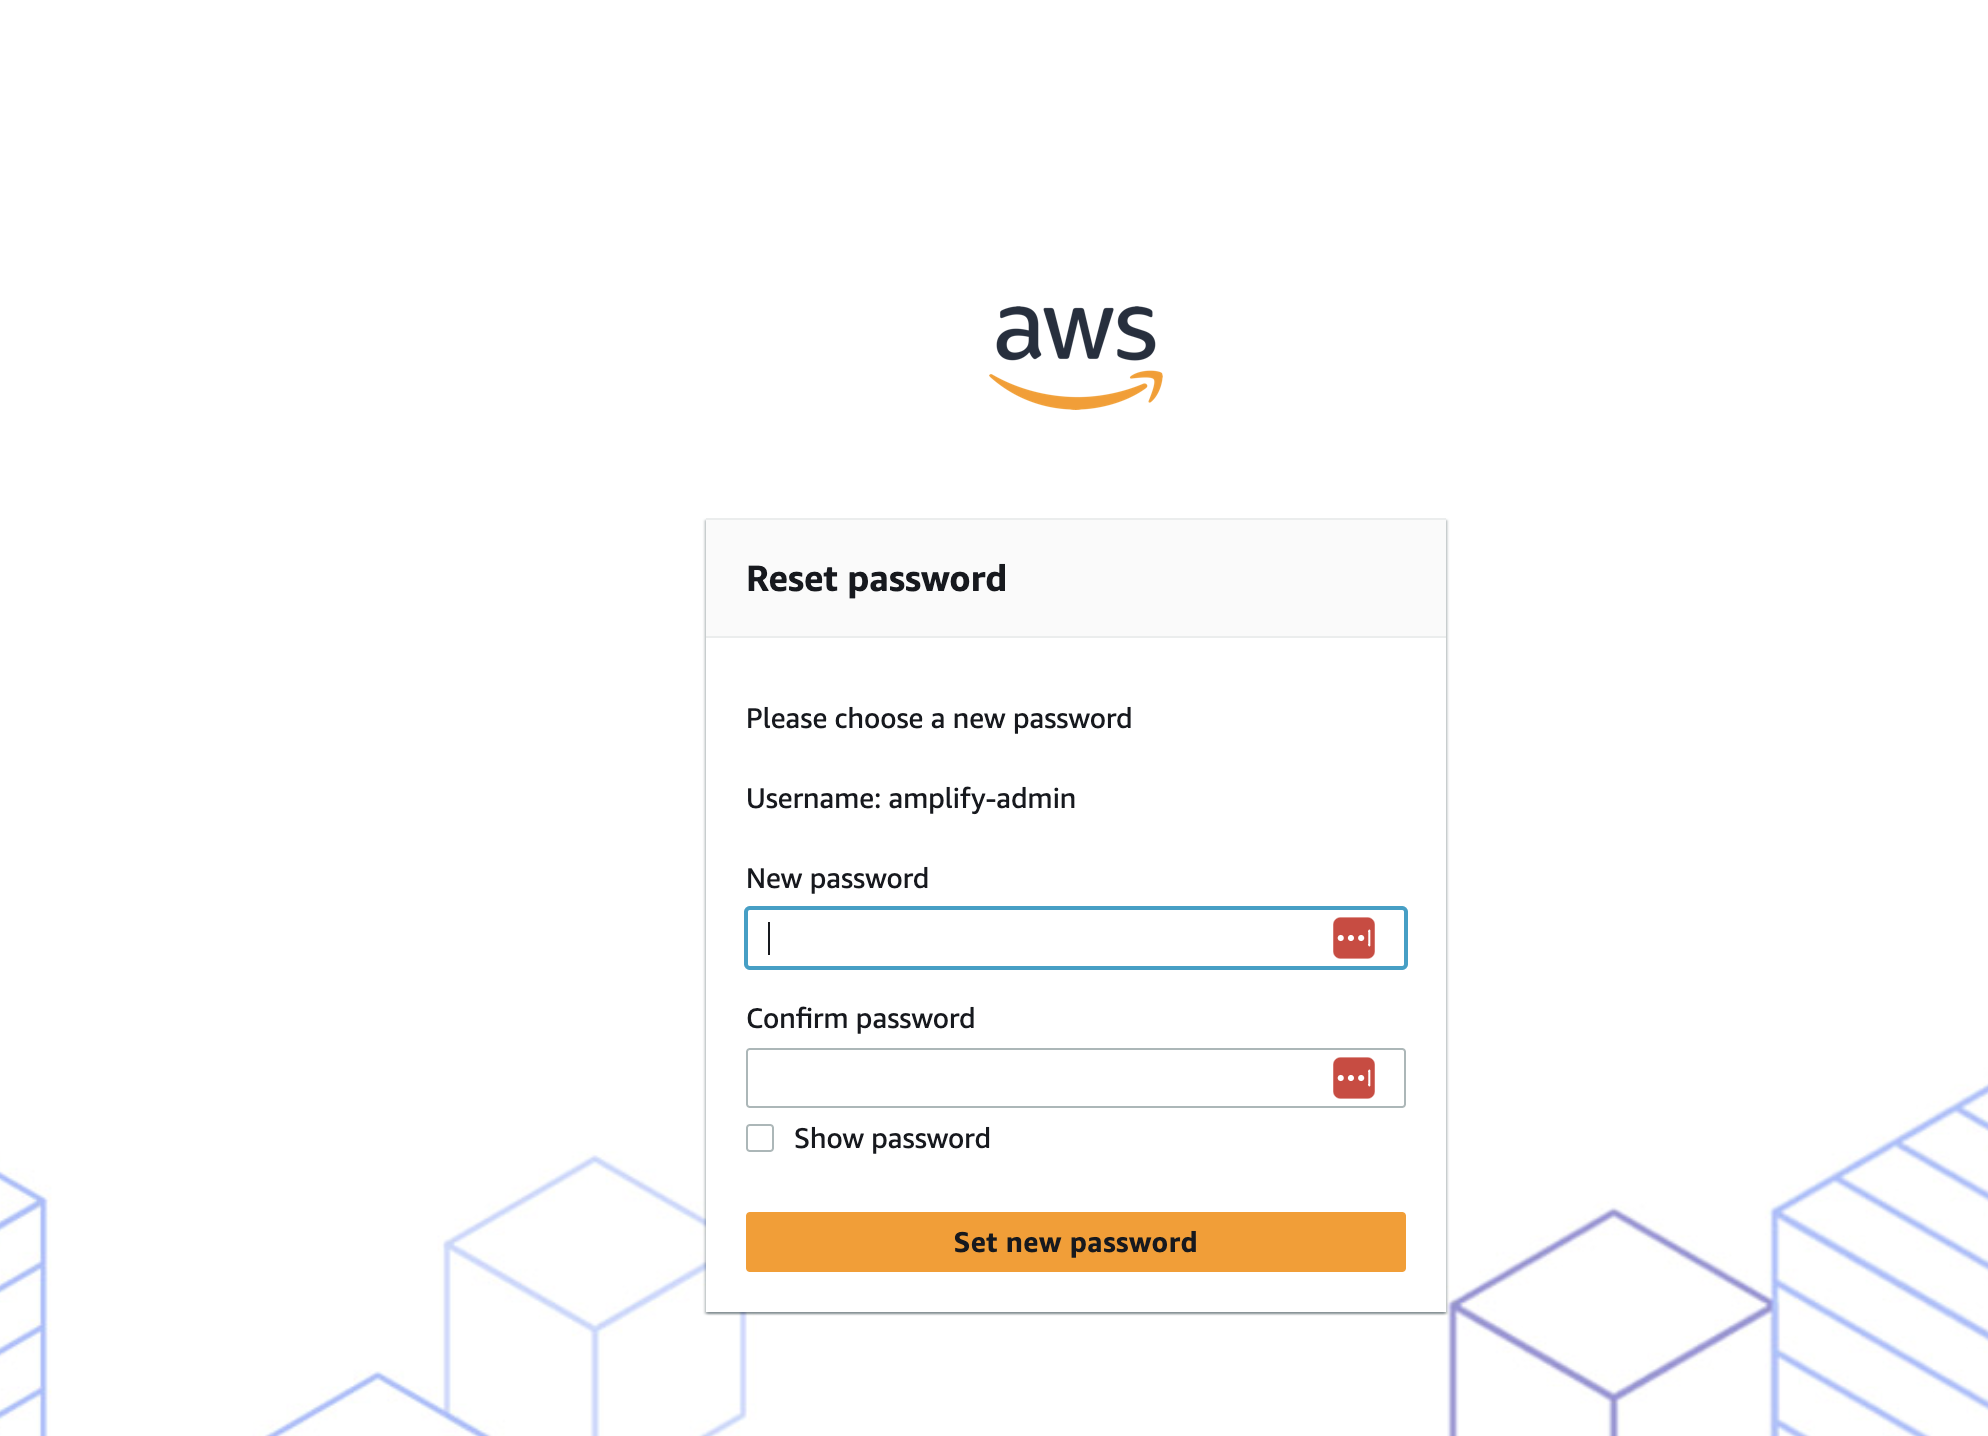 aws
Reset password
Please choose a new password
Username: amplify-admin
New password
Confirm password
Show password
Set new password